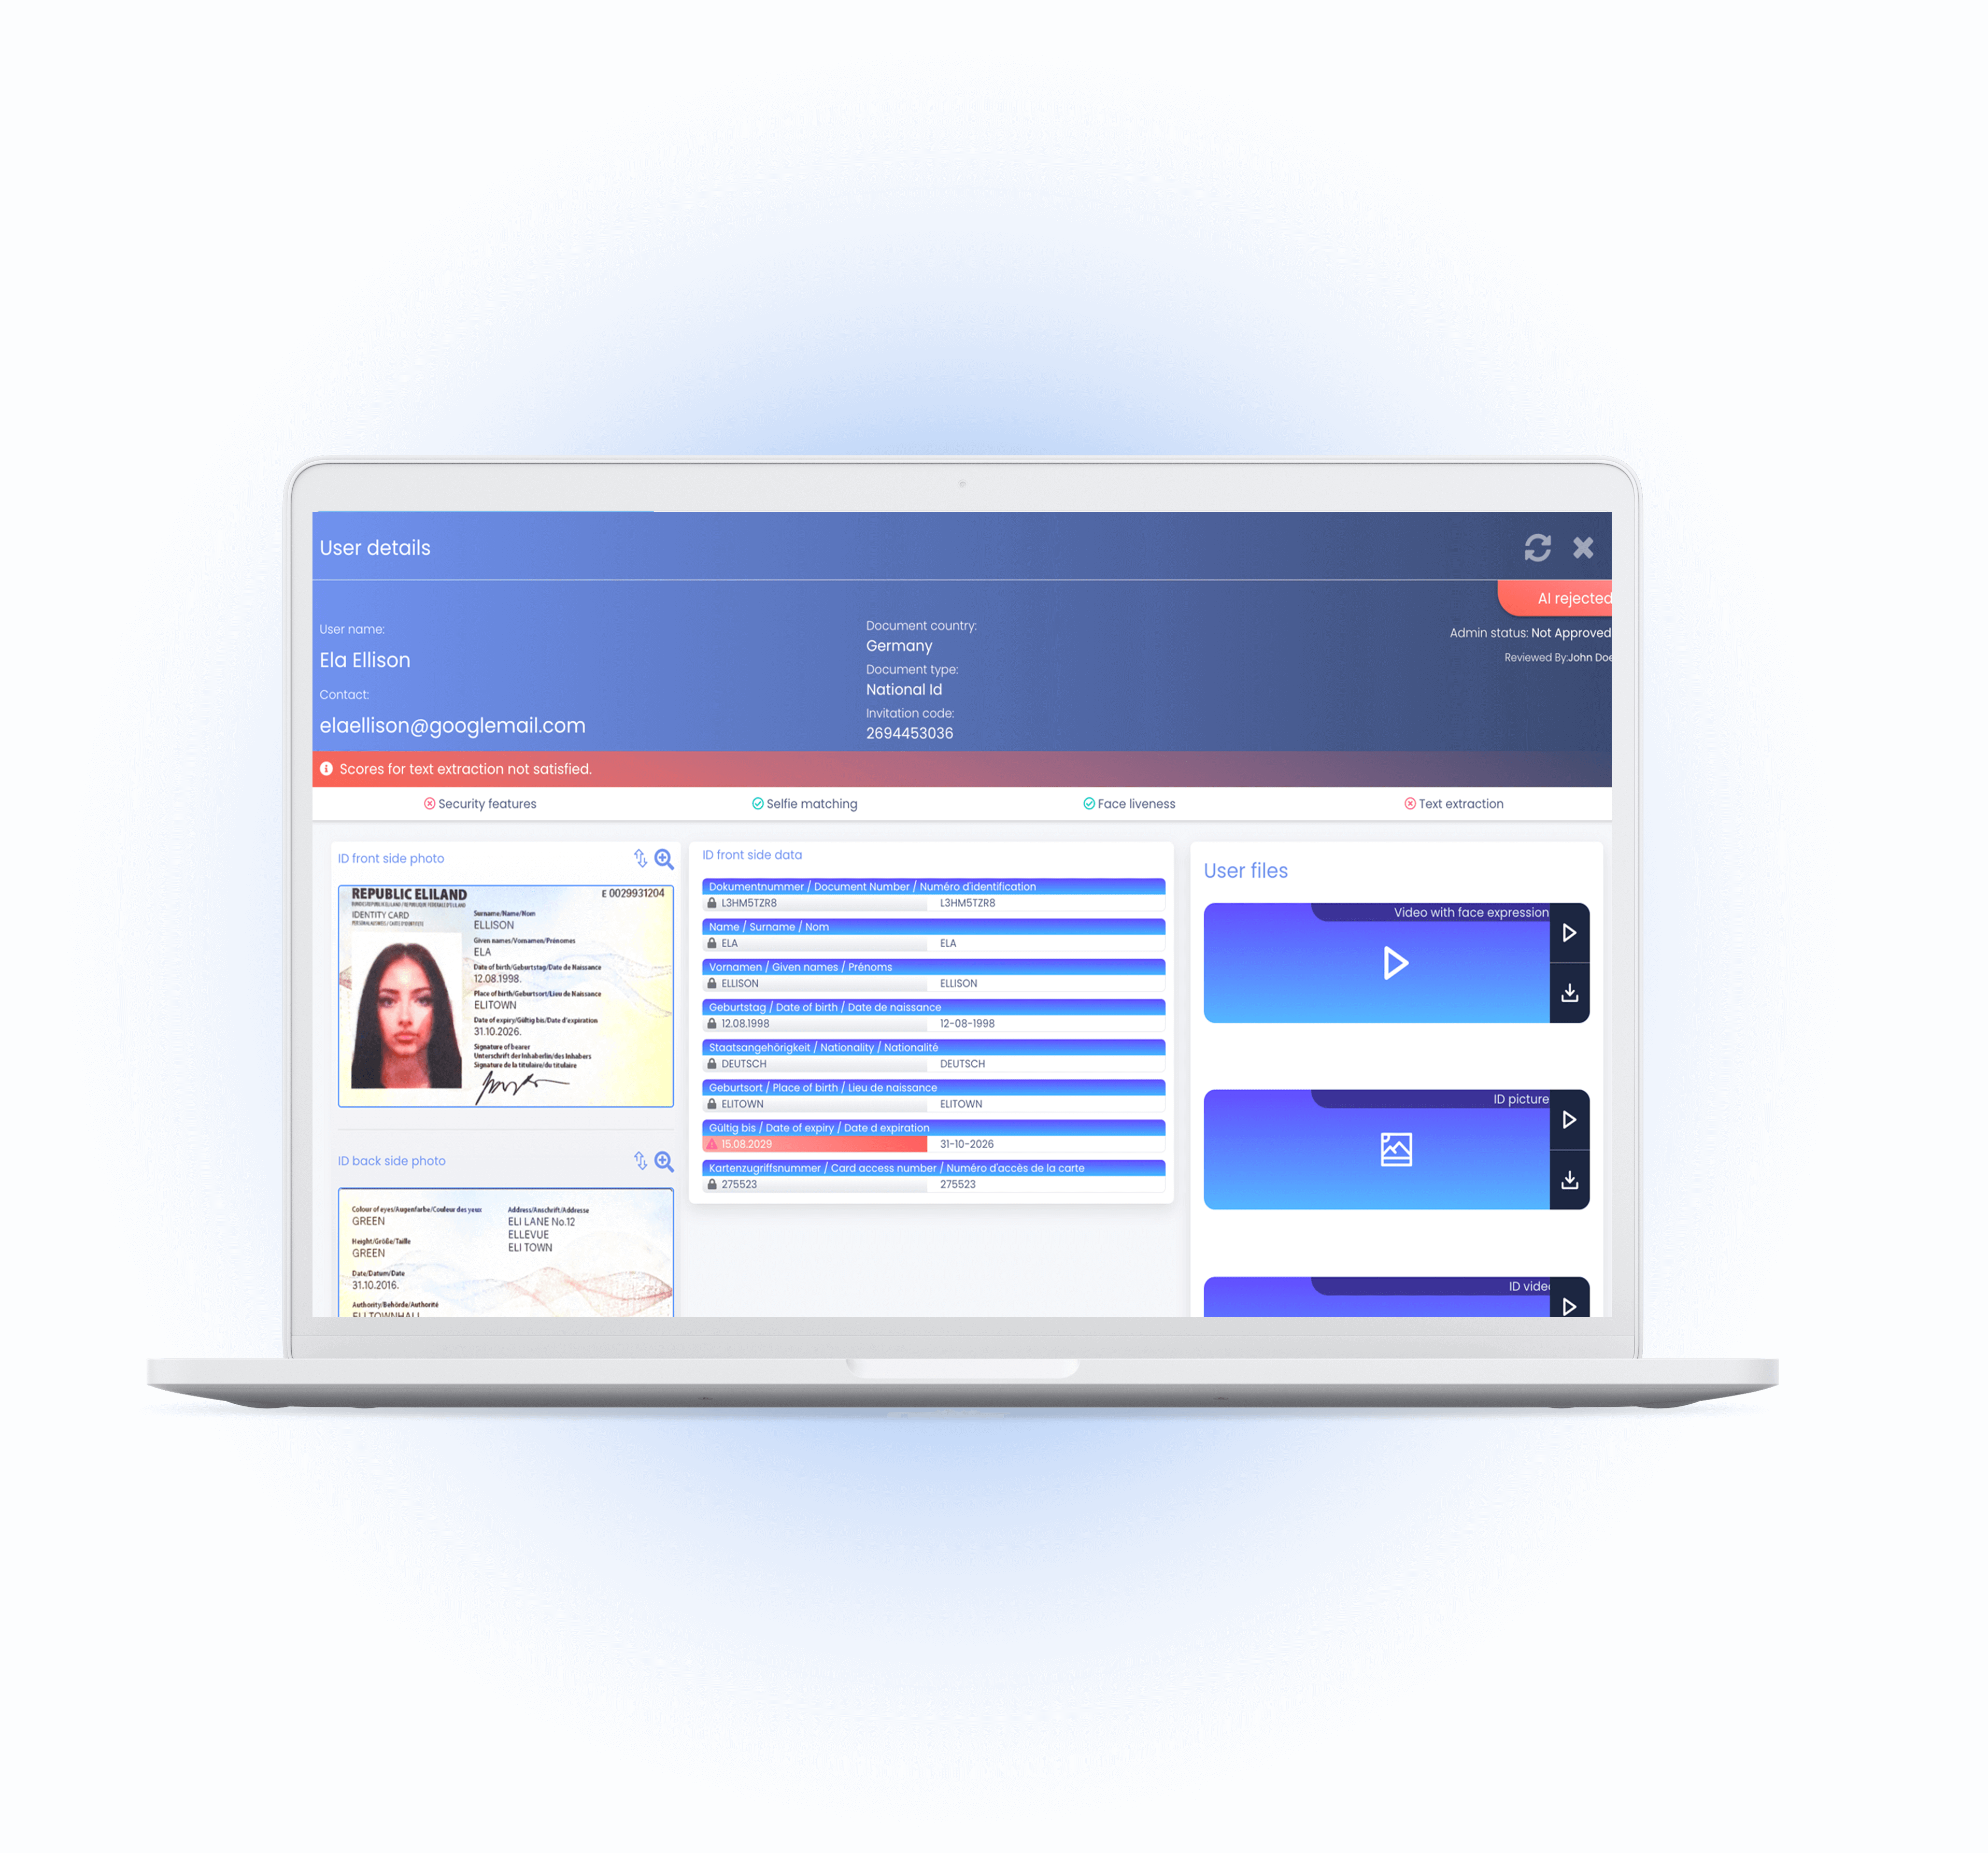 User details
AI rejected
User name:
Ela Ellison
Contact:
elaellison@googlemail.com
Document country:
Germany
Document type:
National Id
Invitation code:
2694453036
Admin status: Not Approved
Reviewed By:John Doe
Scores for text extraction not satisfied.
Security features
Selfie matching
Face liveness
Text extraction
ID front side photo
REPUBLIC ELILAND
E 0029931204
IDENTITY CARD
Surname/Name/Nom
ELLISON
Given names/Vornamen/Prénomes
ELA
Date of birth/Geburtstag/Date de Naissance
12.08.1998.
Place of birth/Geburtsort/Lieu de Naissance
ELITOWN
Date of expiry/Gültig bis/Date d'expiration
31.10.2026.
Signature of bearer
Unterschrift der Inhaberlin/des Inhabers
Signature de la titulaire/du titulaire
ID back side photo
Colour of eyes/Augenfarbe/Couleur des yeux
GREEN
Height/Größe/Taille
GREEN
Date/Datum/Date
31.10.2016.
Authority/Behörde/Authorité
ELI TOWNHALL
Address/Anschrift/Addresse
ELI LANE No.12
ELLEVUE
ELI TOWN
ID front side data
Dokumentnummer / Document Number / Numéro d'identification
L3HM5TZR8 L3HM5TZR8
Name / Surname / Nom
ELA ELA
Vornamen / Given names / Prénoms
ELLISON ELLISON
Geburtstag / Date of birth / Date de naissance
12.08.1998 12-08-1998
Staatsangehörigkeit / Nationality / Nationalité
DEUTSCH DEUTSCH
Geburtsort / Place of birth / Lieu de naissance
ELITOWN ELITOWN
Gültig bis / Date of expiry / Date d expiration
15.08.2029 31-10-2026
Kartenzugriffsnummer / Card access number / Numéro d'accès de la carte
275523 275523
User files
Video with face expression
ID picture
ID video